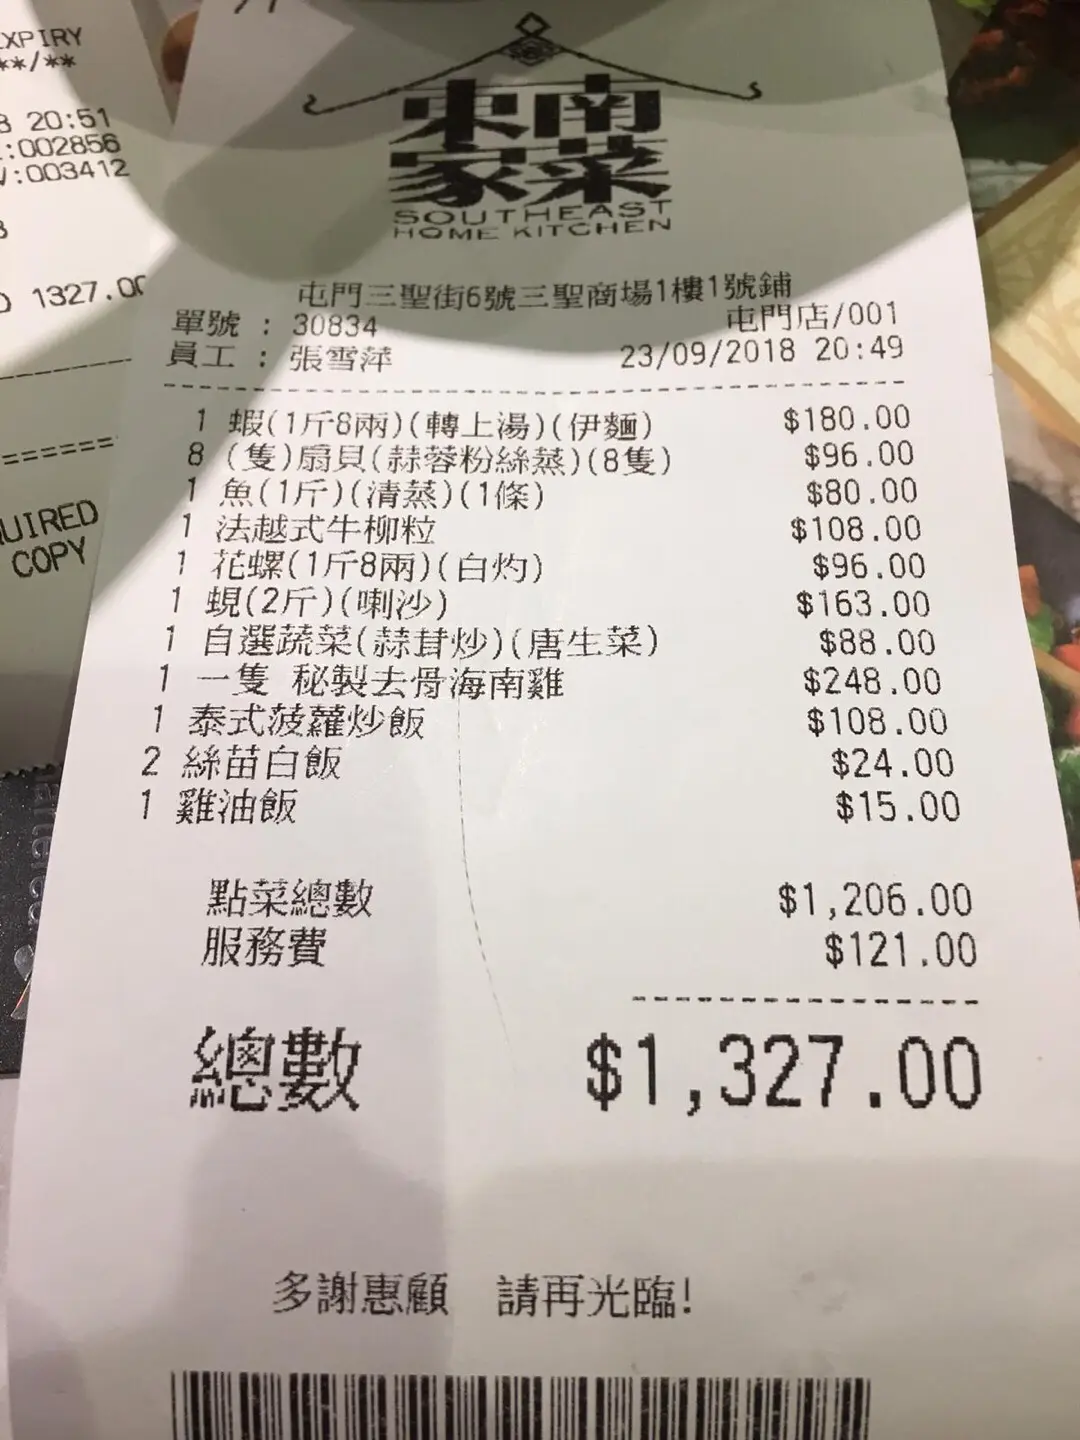 XPIRY
**/**
8 20:51
:002856
:003412
1327.00
UIRED
COPY
東南
家菜
SOUTHEAST
HOME KITCHEN
屯門三聖街6號三聖商場1樓1號鋪
單號 : 30834 屯門店/001
員工 : 張雪萍 23/09/2018 20:49
1 蝦(1斤8兩)(轉上湯)(伊麵) $180.00
8 (隻)扇貝(蒜蓉粉絲蒸)(8隻) $96.00
1 魚(1斤)(清蒸)(1條) $80.00
1 法越式牛柳粒 $108.00
1 花螺(1斤8兩)(白灼) $96.00
1 蜆(2斤)(喇沙) $163.00
1 自選蔬菜(蒜茸炒)(唐生菜) $88.00
1 一隻 秘製去骨海南雞 $248.00
1 泰式菠蘿炒飯 $108.00
2 絲苗白飯 $24.00
1 雞油飯 $15.00
點菜總數 $1,206.00
服務費 $121.00
總數 $1,327.00
多謝惠顧 請再光臨!